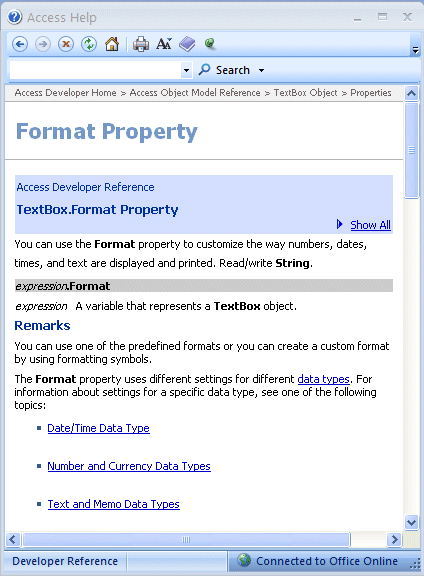 Access Help
Search
Access Developer Home > Access Object Model Reference > TextBox Object > Properties
Format Property
Access Developer Reference
TextBox.Format Property
Show All
You can use the Format property to customize the way numbers, dates,
times, and text are displayed and printed. Read/write String.
expression.Format
expression A variable that represents a TextBox object.
Remarks
You can use one of the predefined formats or you can create a custom format
by using formatting symbols.
The Format property uses different settings for different data types. For
information about settings for a specific data type, see one of the following
topics:
Date/Time Data Type
Number and Currency Data Types
Text and Memo Data Types
Developer Reference
Connected to Office Online